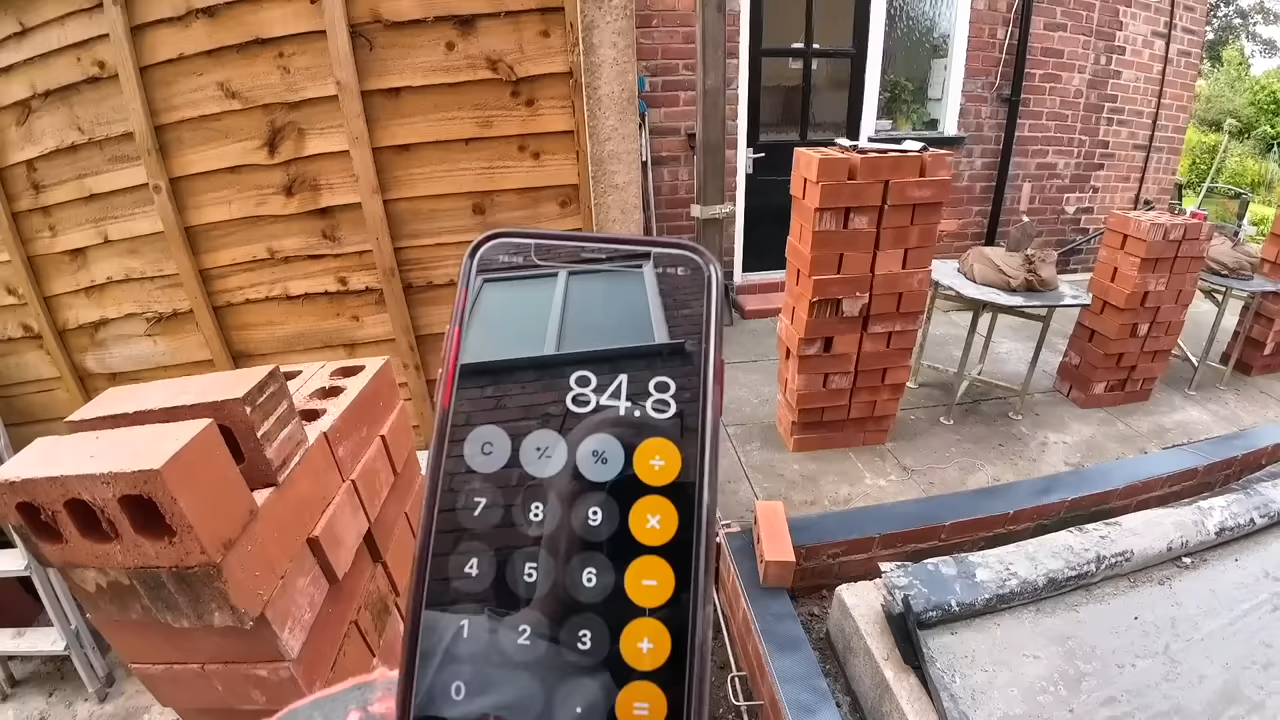 84.8
C +/- % ÷
7 8 9 ×
4 5 6 −
1 2 3 +
0 . =